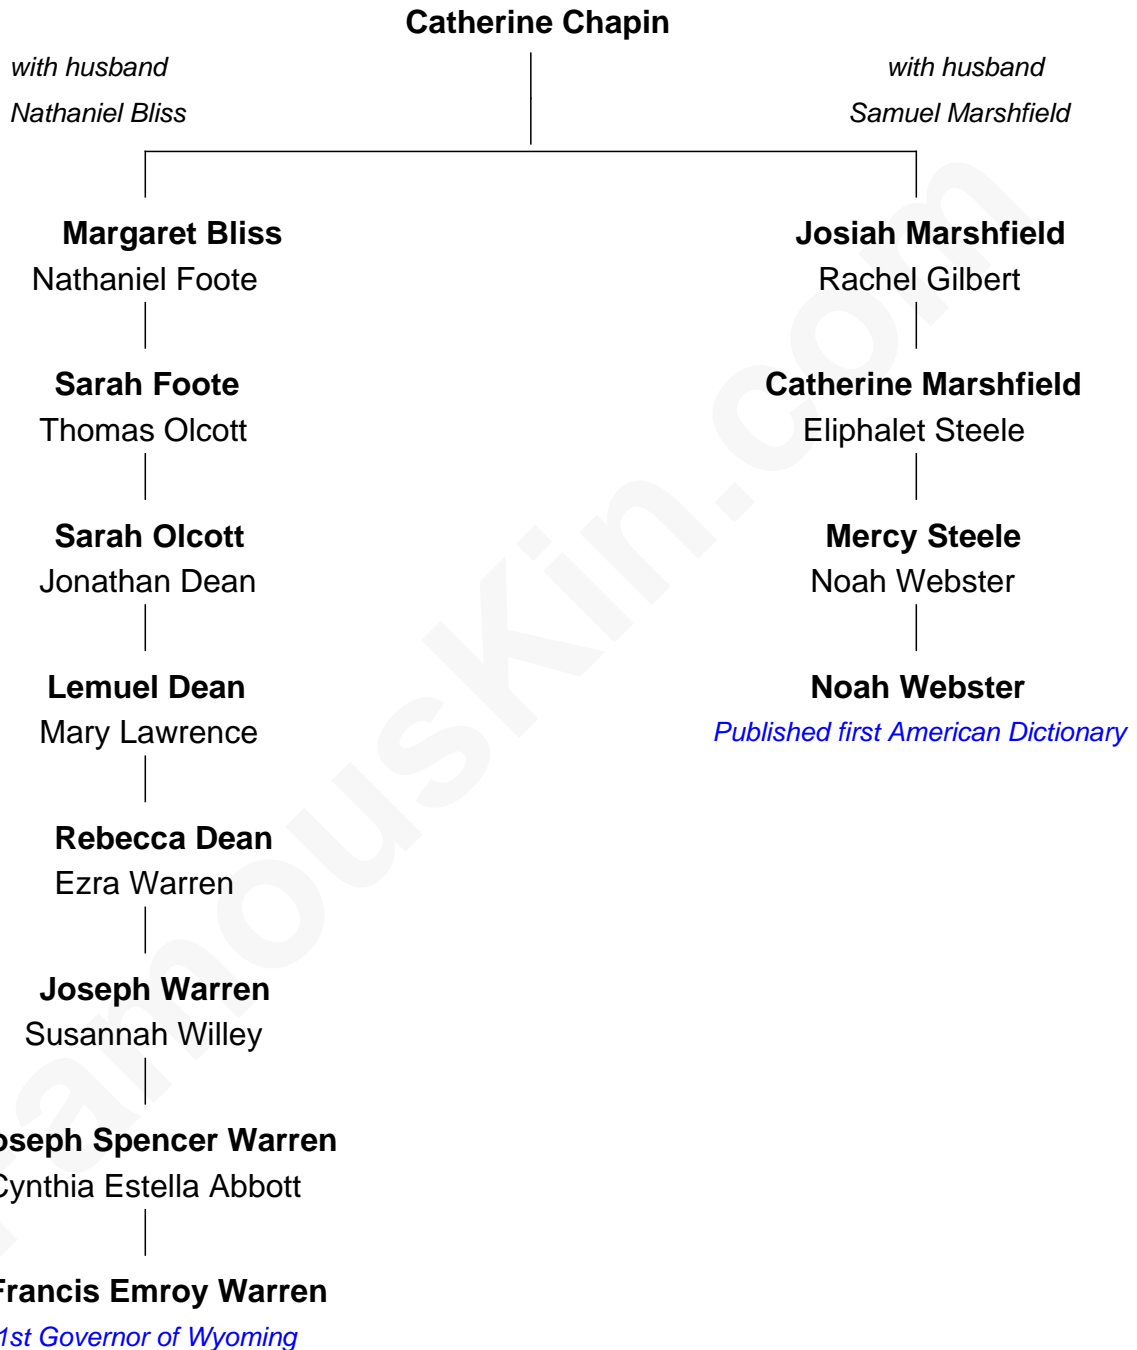 Catherine Chapin
with husband
Nathaniel Bliss
with husband
Samuel Marshfield
Margaret Bliss
Nathaniel Foote
Josiah Marshfield
Rachel Gilbert
Sarah Foote
Thomas Olcott
Catherine Marshfield
Eliphalet Steele
Sarah Olcott
Jonathan Dean
Mercy Steele
Noah Webster
Lemuel Dean
Mary Lawrence
Noah Webster
Published first American Dictionary
Rebecca Dean
Ezra Warren
Joseph Warren
Susannah Willey
oseph Spencer Warren
Cynthia Estella Abbott
Francis Emroy Warren
1st Governor of Wyoming
FamousKin.com